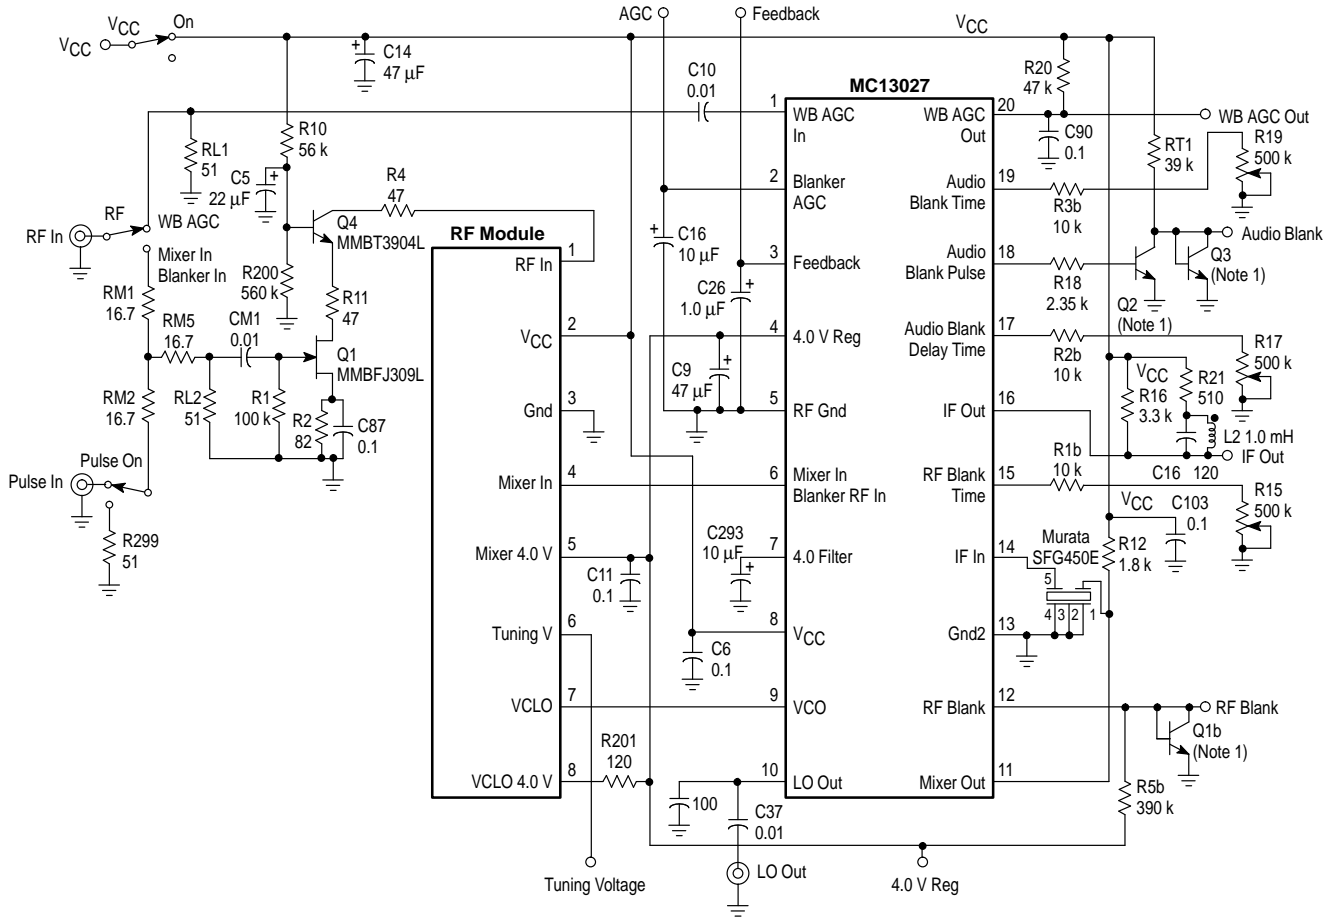 AGC
Feedback
VCC
VCC
On
VCC
C14
47 µF
R20
47 k
C10
0.01
MC13027
1
WB AGC
In
20
WB AGC
Out
WB AGC Out
C90
0.1
RT1
39 k
R19
500 k
R10
56 k
RL1
51
C5
22 µF
R4
47
2
Blanker
AGC
19
Audio
Blank Time
R3b
10 k
RF
RF In
WB AGC
Mixer In
Blanker In
Q4
MMBT3904L
RF Module
1
RF In
C16
10 µF
3
Feedback
18
Audio
Blank Pulse
R18
2.35 k
Audio Blank
Q3
(Note 1)
Q2
(Note 1)
RM1
16.7
R200
560 k
R11
47
C26
1.0 µF
RM5
16.7
CM1
0.01
2
VCC
4
4.0 V Reg
17
Audio Blank
Delay Time
R2b
10 k
R17
500 k
Q1
MMBFJ309L
C9
47 µF
VCC
R21
510
RM2
16.7
RL2
51
R1
100 k
R2
82
C87
0.1
3
Gnd
5
RF Gnd
16
IF Out
R16
3.3 k
L2 1.0 mH
IF Out
C16
120
Pulse On
Pulse In
4
Mixer In
6
Mixer In
Blanker RF In
15
RF Blank
Time
R1b
10 k
R15
500 k
VCC
C103
0.1
R299
51
5
Mixer 4.0 V
C11
0.1
C293
10 µF
7
4.0 Filter
14
IF In
Murata
SFG450E
R12
1.8 k
5
4
3
2
1
6
Tuning V
8
VCC
C6
0.1
13
Gnd2
7
VCLO
9
VCO
12
RF Blank
RF Blank
Q1b
(Note 1)
R201
120
8
VCLO 4.0 V
10
LO Out
11
Mixer Out
100
C37
0.01
R5b
390 k
Tuning Voltage
LO Out
4.0 V Reg